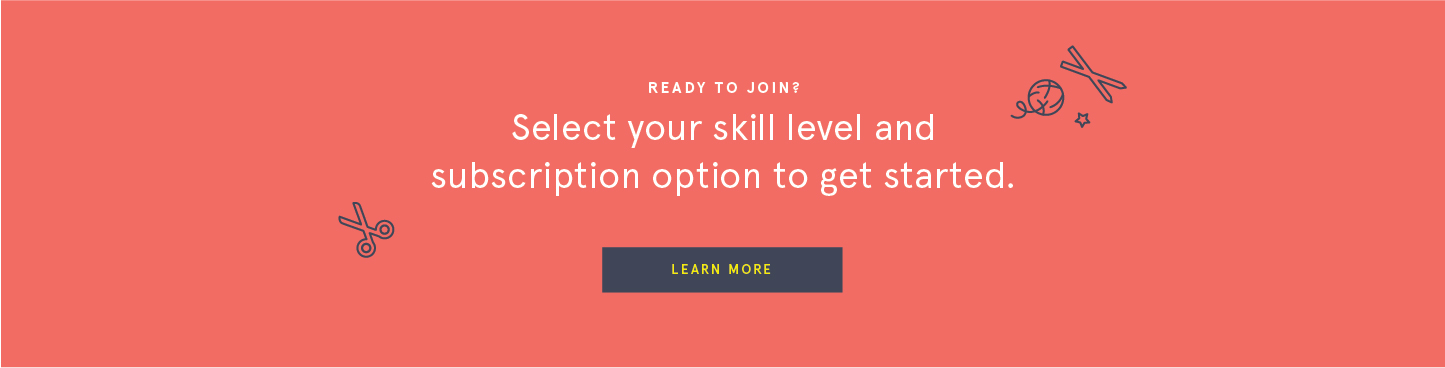 READY TO JOIN?
Select your skill level and
subscription option to get started.
LEARN MORE